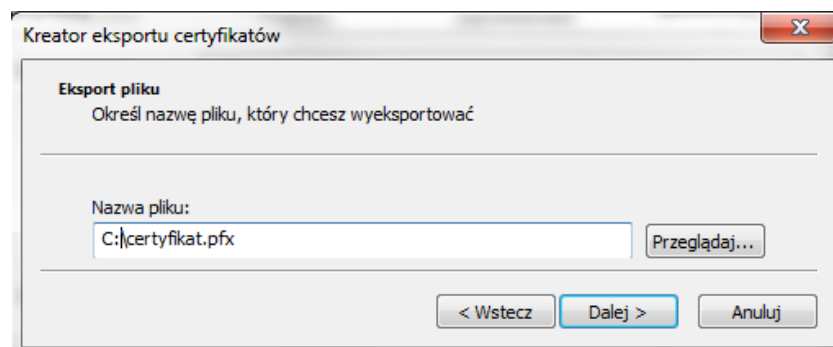 Kreator eksportu certyfikatów
Eksport pliku
Określ nazwę pliku, który chcesz wyeksportować
Nazwa pliku:
C:\certyfikat.pfx
Przeglądaj...
< Wstecz
Dalej >
Anuluj